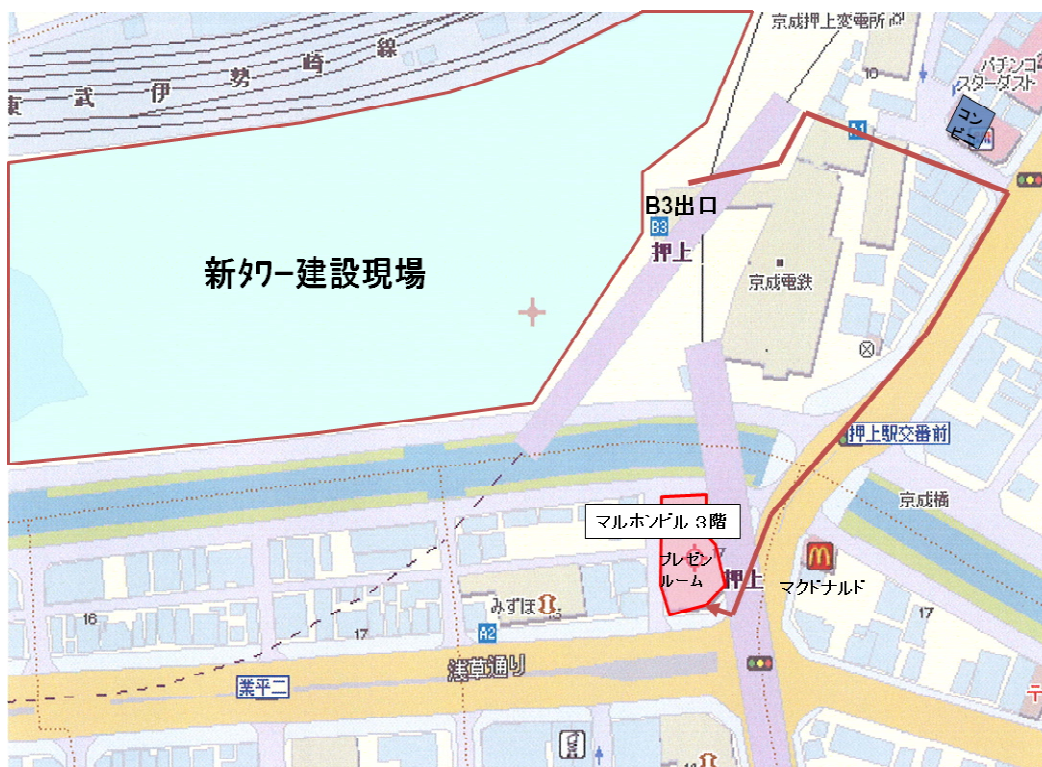 京成押上変電所
東武伊勢崎線
10
パチンコ
スターダスト
コン
ビニ
A1
B3出口
B3
押上
新タワー建設現場
京成電鉄
押上駅交番前
京成橋
マルホンビル 3階
プレゼン
ルーム
押上
マクドナルド
みずほ
16
17
17
A2
浅草通り
業平二